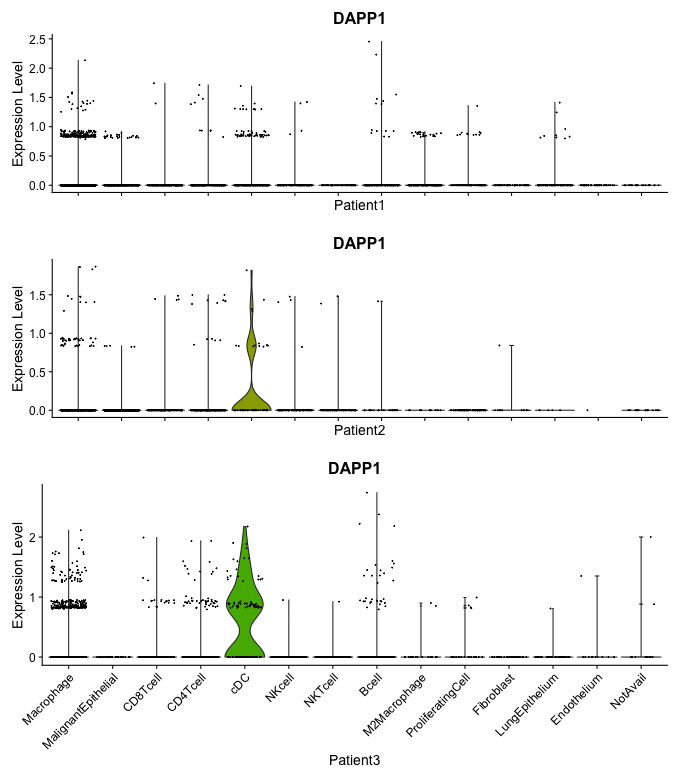 DAPP1
Expression Level
2.5
2.0
1.5
1.0
0.5
0.0
Patient1
DAPP1
Expression Level
1.5
1.0
0.5
0.0
Patient2
DAPP1
Expression Level
2
1
0
Macrophage
MalignantEpithelial
CD8Tcell
CD4Tcell
cDC
NKcell
NKTcell
Bcell
M2Macrophage
ProliferatingCell
Fibroblast
LungEpithelium
Endothelium
NotAvail
Patient3